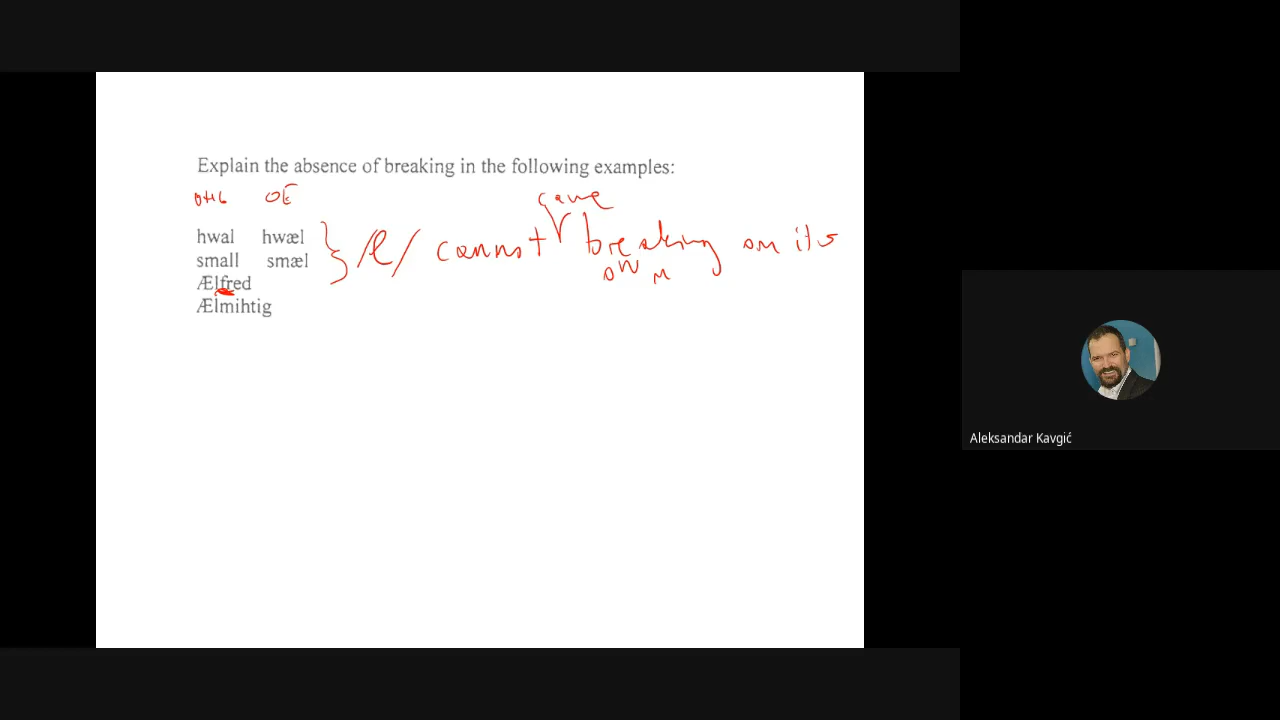 Explain the absence of breaking in the following examples:
OHG OE
cause
hwal hwæl
small smæl
/l/ cannot breaking on its
own
Ælfred
Ælmihtig
Aleksandar Kavgić